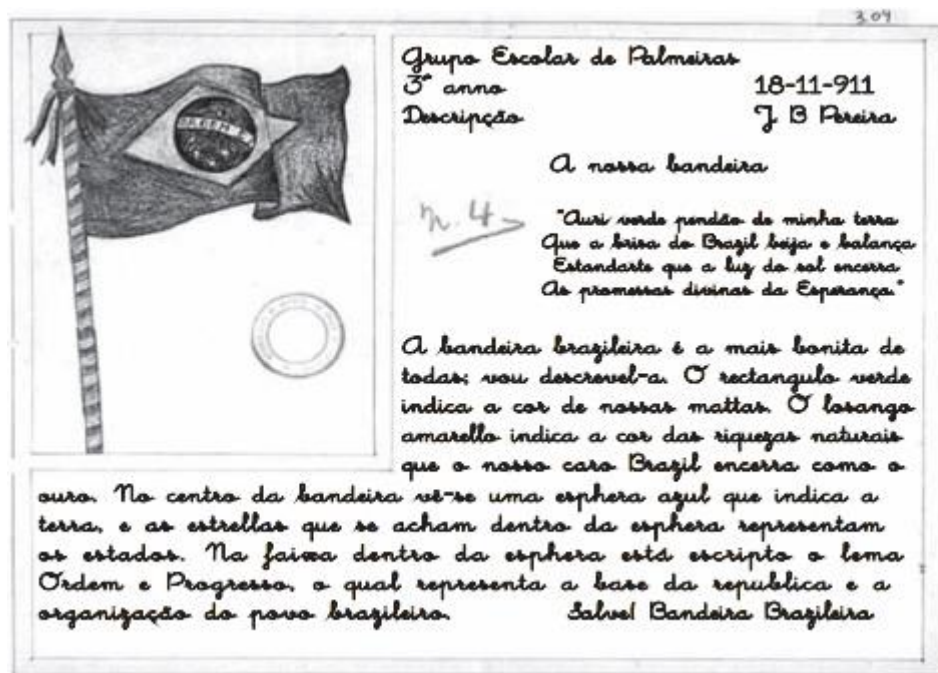 3.04
Grupo Escolar de Palmeiras
3º anno 18-11-911
Descripção J. B Pereira
A nossa bandeira
n. 4
"Auri verde pendão de minha terra
Que a brisa do Brazil beija e balança
Estandarte que a luz do sol encerra
As promessas divinas da Esperança."
A bandeira brazileira é a mais bonita de
todas; vou descrevel-a. O rectangulo verde
indica a cor de nossas mattas. O losango
amarello indica a cor das riquezas naturais
que o nosso caro Brazil encerra como o
ouro. No centro da bandeira vê-se uma esphera azul que indica a
terra, e as estrellas que se acham dentro da esphera representam
os estados. Na faixa dentro da esphera está escripto o lema
Ordem e Progresso, o qual representa a base da republica e a
organização do povo brazileiro. Salve! Bandeira Brazileira